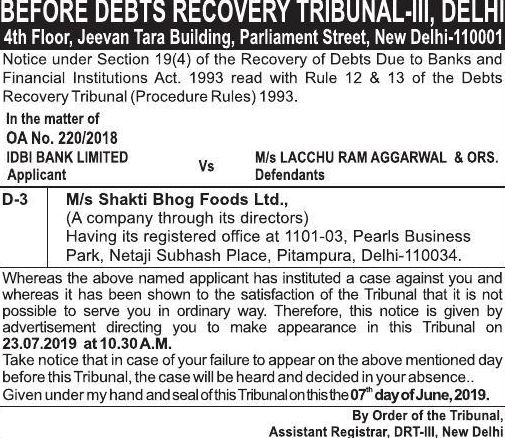 BEFORE DEBTS RECOVERY TRIBUNAL-III, DELHI
4th Floor, Jeevan Tara Building, Parliament Street, New Delhi-110001
Notice under Section 19(4) of the Recovery of Debts Due to Banks and
Financial Institutions Act. 1993 read with Rule 12 & 13 of the Debts
Recovery Tribunal (Procedure Rules) 1993.
In the matter of
OA No. 220/2018
IDBI BANK LIMITED Vs M/s LACCHU RAM AGGARWAL & ORS.
Applicant Defendants
D-3 M/s Shakti Bhog Foods Ltd.,
(A company through its directors)
Having its registered office at 1101-03, Pearls Business
Park, Netaji Subhash Place, Pitampura, Delhi-110034.
Whereas the above named applicant has instituted a case against you and
whereas it has been shown to the satisfaction of the Tribunal that it is not
possible to serve you in ordinary way. Therefore, this notice is given by
advertisement directing you to make appearance in this Tribunal on
23.07.2019 at 10.30 A.M.
Take notice that in case of your failure to appear on the above mentioned day
before this Tribunal, the case will be heard and decided in your absence..
Given under my hand and seal of this Tribunal on this the 07th day of June, 2019.
By Order of the Tribunal,
Assistant Registrar, DRT-III, New Delhi